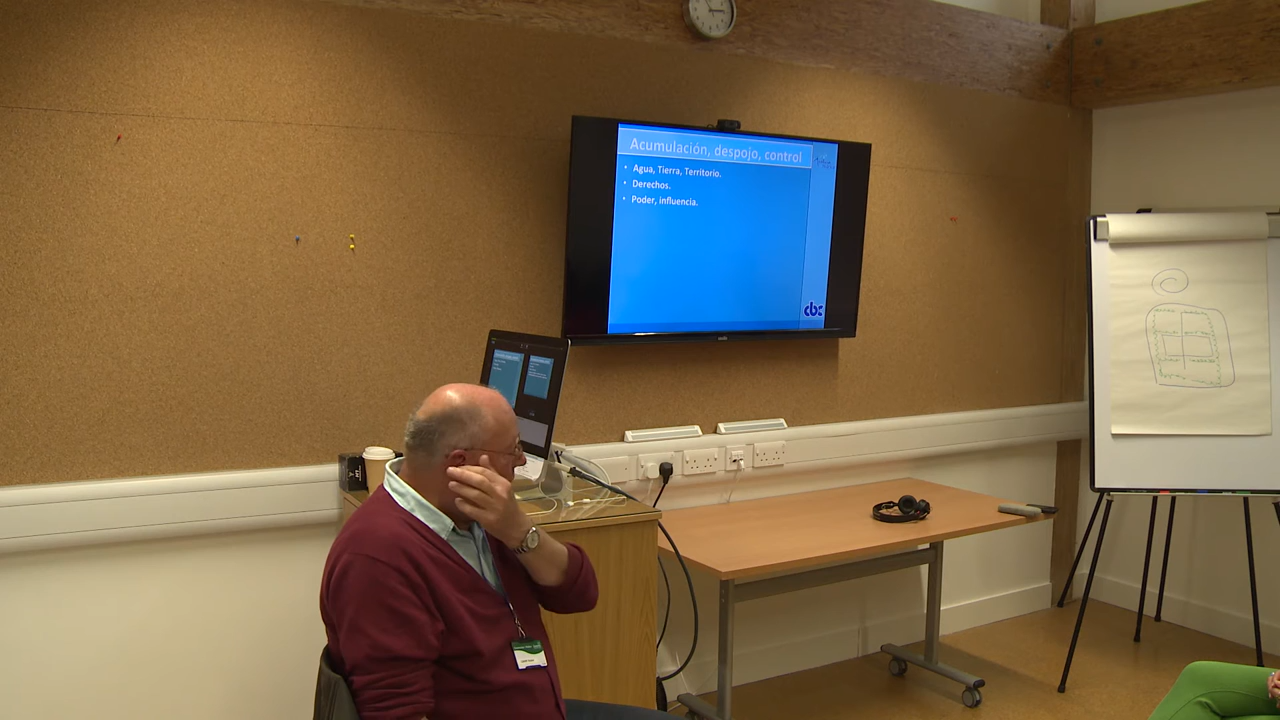 Acumulación, despojo, control
• Agua, Tierra, Territorio.
• Derechos.
• Poder, influencia.
cbc